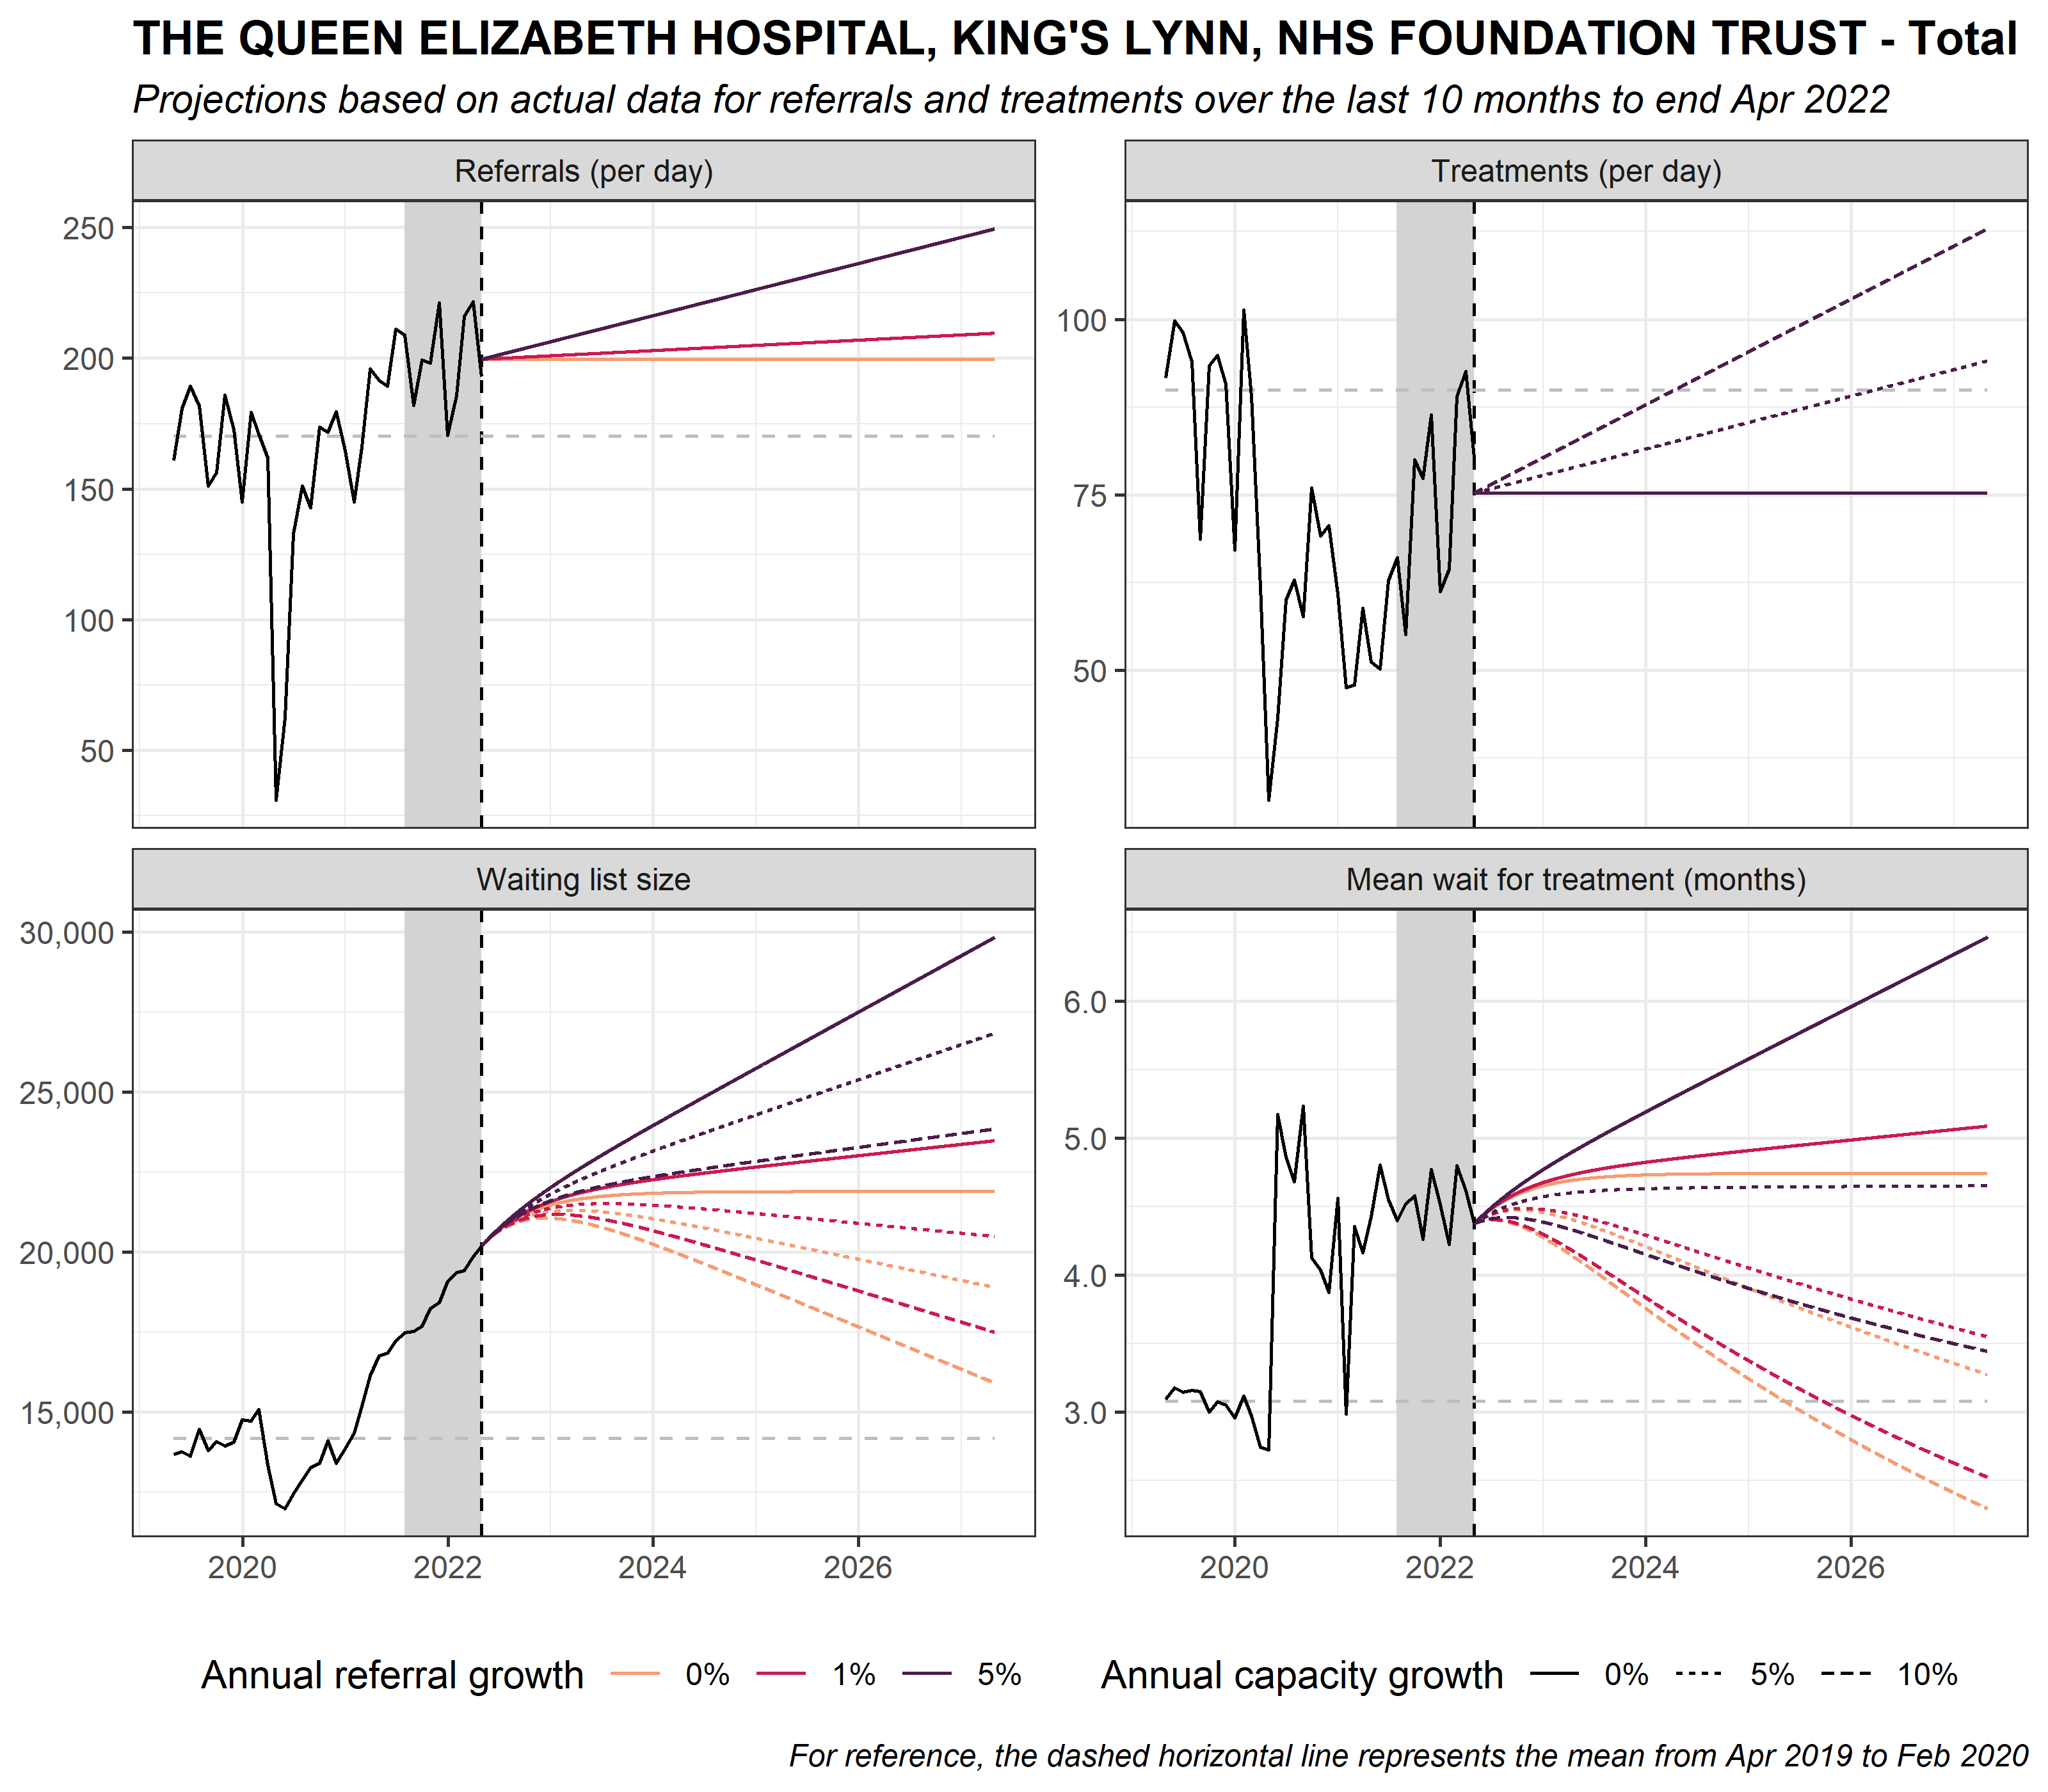 THE QUEEN ELIZABETH HOSPITAL, KING'S LYNN, NHS FOUNDATION TRUST - Total
Projections based on actual data for referrals and treatments over the last 10 months to end Apr 2022
Referrals (per day)
250
200
150
100
50
Treatments (per day)
100
75
50
Waiting list size
30,000
25,000
20,000
15,000
2020 2022 2024 2026
Mean wait for treatment (months)
6.0
5.0
4.0
3.0
2020 2022 2024 2026
Annual referral growth 0% 1% 5%
Annual capacity growth 0% 5% 10%
For reference, the dashed horizontal line represents the mean from Apr 2019 to Feb 2020